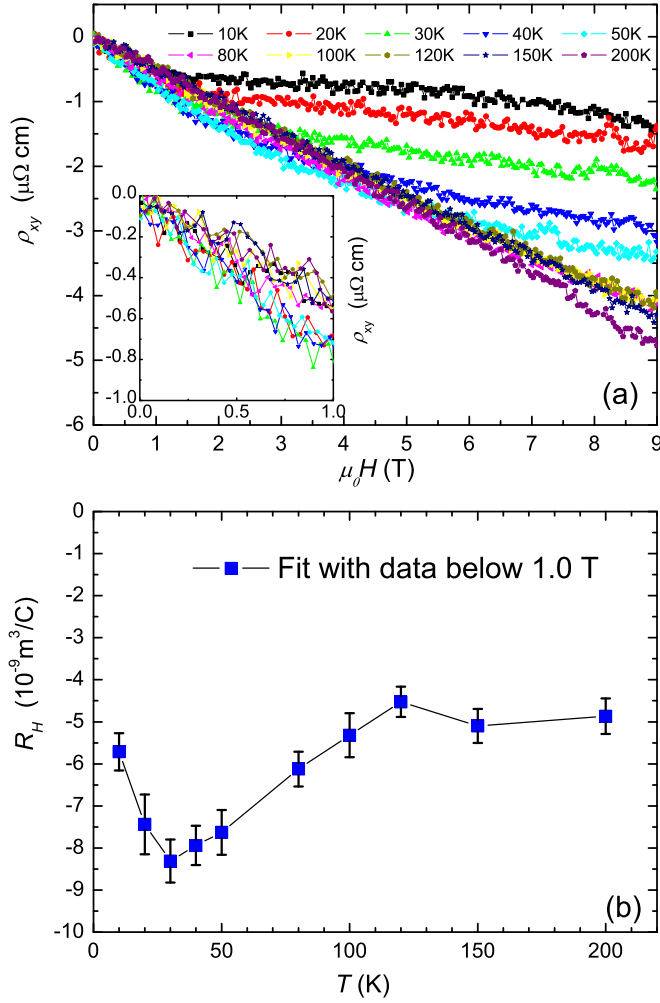 10K 20K 30K 40K 50K
80K 100K 120K 150K 200K
0
-1
-2
-3
-4
-5
-6
ρxy (μΩ cm)
0.0
-0.2
-0.4
-0.6
-0.8
-1.0
0.0 0.5 1.0
ρxy (μΩ cm)
(a)
0 1 2 3 4 5 6 7 8 9
μ0H (T)
0
-1
-2
-3
-4
-5
-6
-7
-8
-9
-10
Fit with data below 1.0 T
RH (10-9m3/C)
(b)
0 50 100 150 200
T (K)